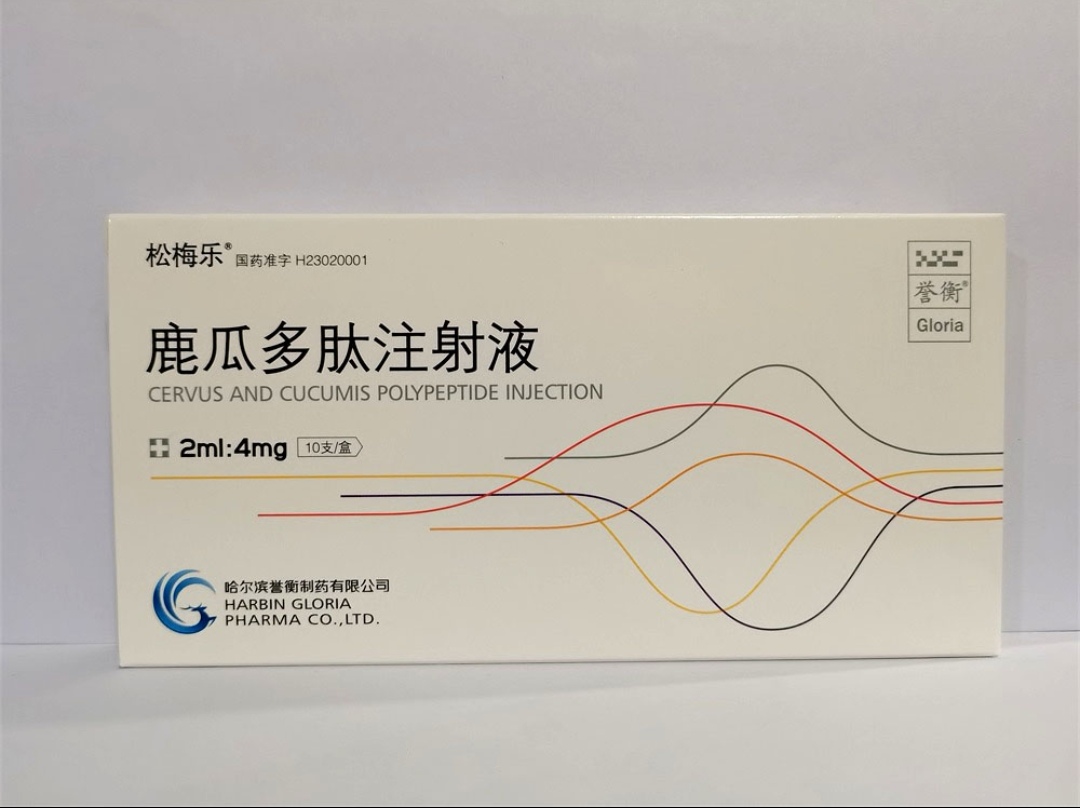 松梅乐® 国药准字 H23020001
誉衡®
Gloria
鹿瓜多肽注射液
CERVUS AND CUCUMIS POLYPEPTIDE INJECTION
2ml:4mg 10支/盒
哈尔滨誉衡制药有限公司
HARBIN GLORIA
PHARMA CO.,LTD.